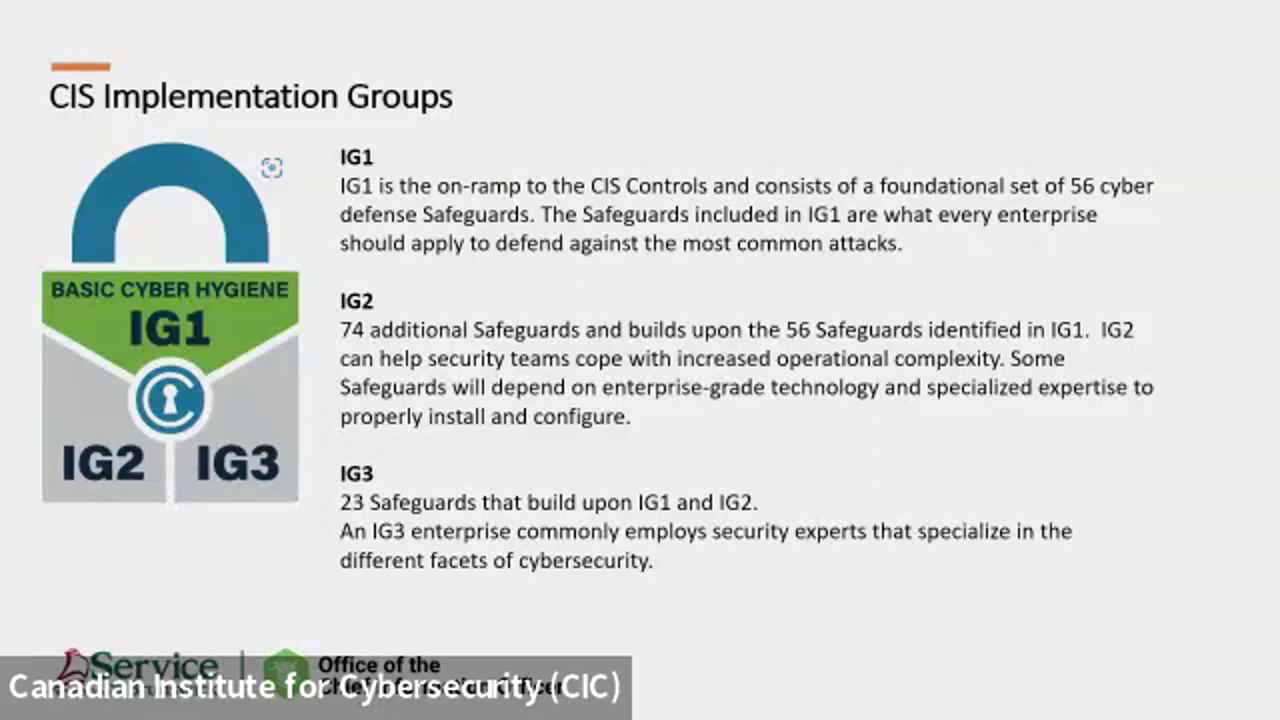 CIS Implementation Groups
BASIC CYBER HYGIENE
IG1
IG2
IG3
IG1
IG1 is the on-ramp to the CIS Controls and consists of a foundational set of 56 cyber
defense Safeguards. The Safeguards included in IG1 are what every enterprise
should apply to defend against the most common attacks.
IG2
74 additional Safeguards and builds upon the 56 Safeguards identified in IG1. IG2
can help security teams cope with increased operational complexity. Some
Safeguards will depend on enterprise-grade technology and specialized expertise to
properly install and configure.
IG3
23 Safeguards that build upon IG1 and IG2.
An IG3 enterprise commonly employs security experts that specialize in the
different facets of cybersecurity.
Service
Office of the
Canadian Institute for Cybersecurity (CIC)